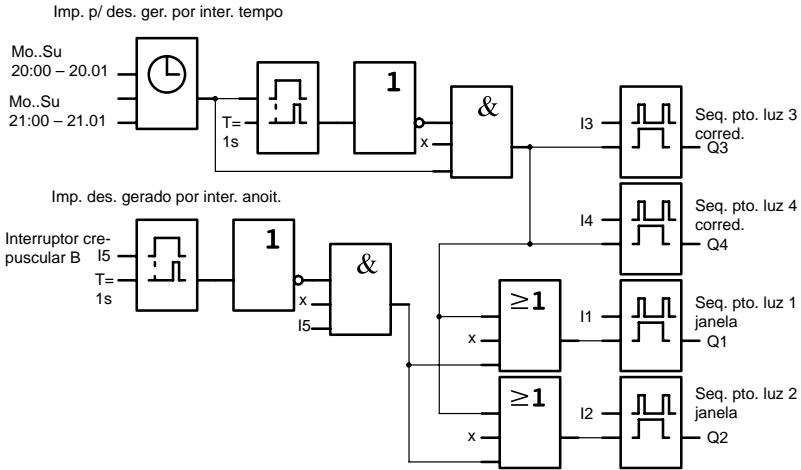 Imp. p/ des. ger. por inter. tempo
Mo..Su
20:00 – 20.01
Mo..Su
21:00 – 21.01
T=
1s
1
x
&
I3
Seq. pto. luz 3
corred.
Q3
Imp. des. gerado por inter. anoit.
Interruptor cre-
puscular B
I5
T=
1s
1
x
I5
&
I4
Seq. pto. luz 4
corred.
Q4
≥1
x
I1
Seq. pto. luz 1
janela
Q1
≥1
x
I2
Seq. pto. luz 2
janela
Q2